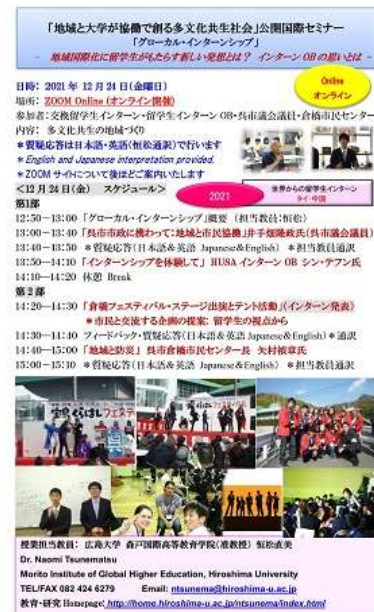 「地域と大学が協働で創る多文化共生社会」公開国際セミナー
「グローカル・インターンシップ」
- 地域国際化に留学生がもたらす新しい発想とは？ インターン OB の思いとは -
Online
オンライン
日時： 2021 年 12 月 24 日（金曜日）
場所： ZOOM Online（オンライン開催）
参加者：交換留学生インターン・留学生インターン OB・呉市議会議員・倉橋市民センター
内容： 多文化共生の地域づくり
＊質疑応答は日本語・英語（恒松通訳）で行います
＊English and Japanese interpretation provided.
＊ZOOM サイトについて後ほどご案内いたします
＜12 月 24 日（金） スケジュール＞
2021
世界からの留学生インターン
タイ・中国
第1部
12:50－13:00 「グローカル・インターンシップ」概要 （担当教員：恒松）
13:00－13:40 「呉市市政に携わって：地域と市民協働」井手畑隆政氏（呉市議会議員）
13:40－13:50 ＊質疑応答（日本語＆英語 Japanese＆English） ＊担当教員通訳
13:50－14:10 「インターンシップを体験して」 HUSA インターン OB シン・テフン氏
14:10－14:20 休憩 Break
第 2 部
14:20－14:30 「倉橋フェスティバル・ステージ出演とテント活動」（インターン発表）
＊市民と交流する企画の提案：留学生の視点から
14:30－14:40 フィードバック・質疑応答（日本語＆英語 Japanese＆English）＊通訳
14:40－15:00 「地域と防災」 呉市倉橋市民センター長 矢村禎章氏
15:00－15:10 ＊質疑応答（日本語＆英語 Japanese＆English） ＊担当教員通訳
授業担当教員： 広島大学 森戸国際高等教育学院（准教授） 恒松直美
Dr. Naomi Tsunematsu
Morito Institute of Global Higher Education, Hiroshima University
TEL/FAX 082 424 6279 Email: ntsunema@hiroshima-u.ac.jp
教育・研究 Homepage: http://home.hiroshima-u.ac.jp/ntsunema/index.html